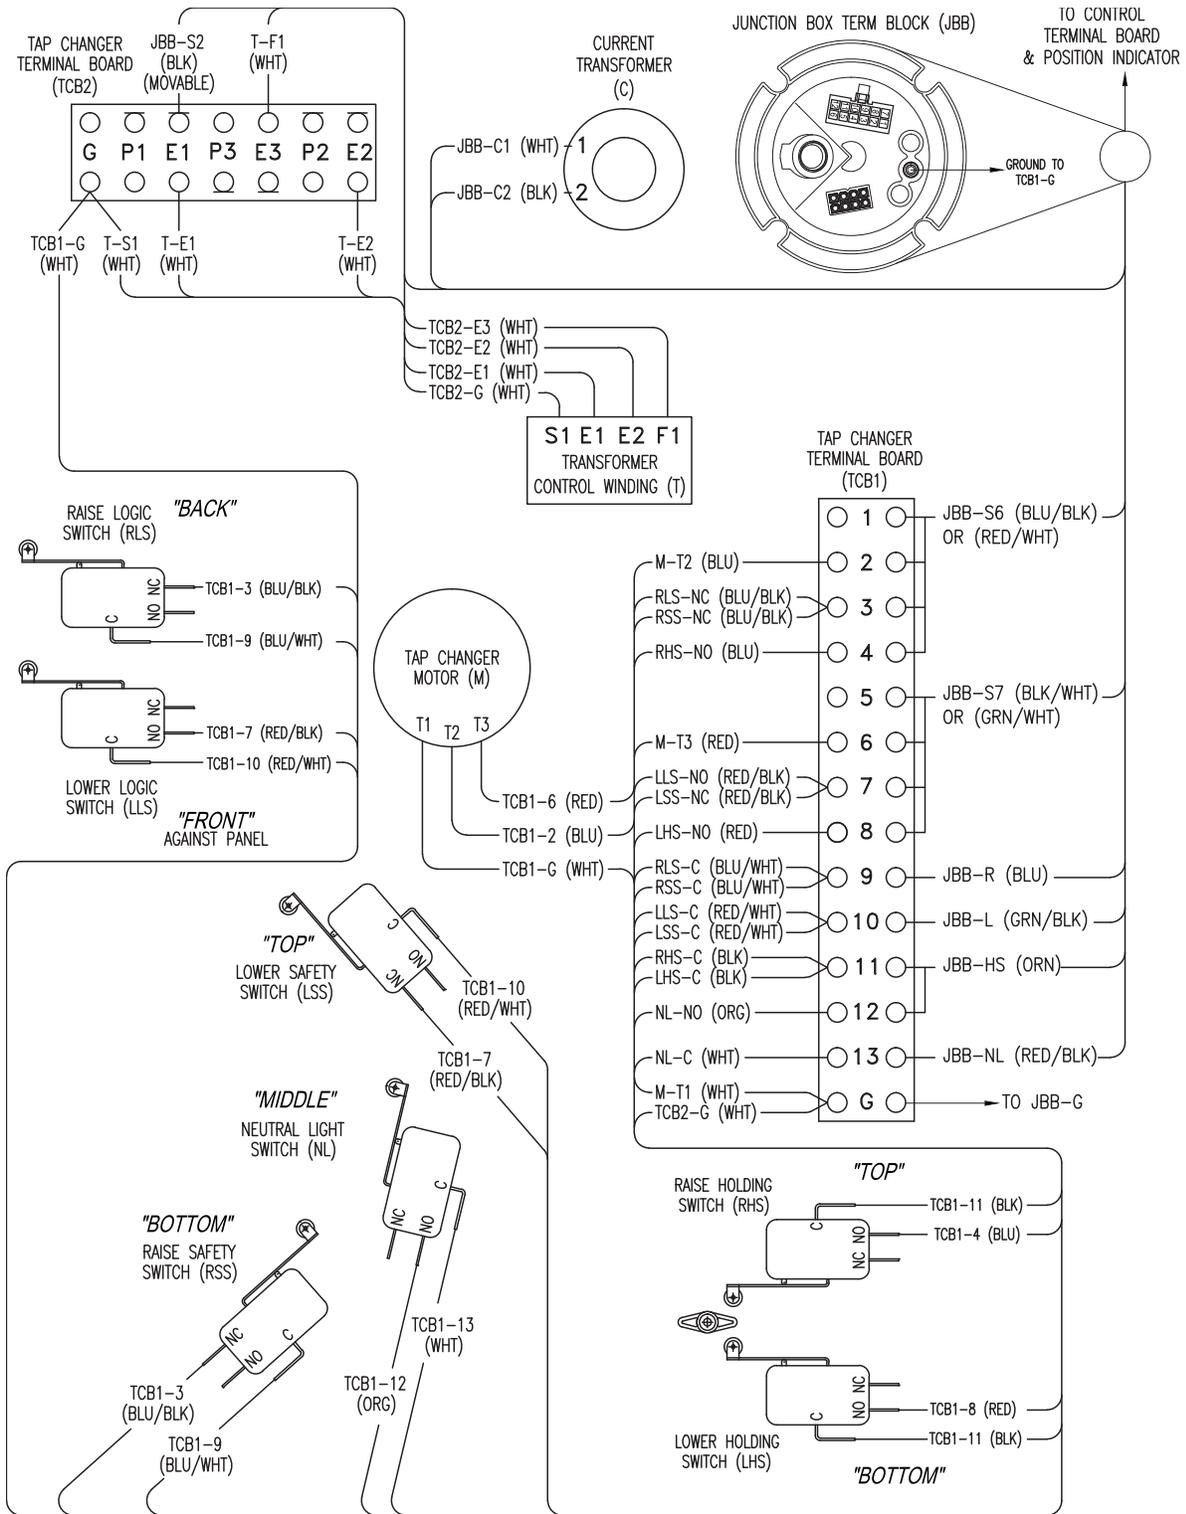 TAP CHANGER
TERMINAL BOARD
(TCB2)
JBB-S2
(BLK)
(MOVABLE)
T-F1
(WHT)
G P1 E1 P3 E3 P2 E2
TCB1-G
(WHT)
T-S1
(WHT)
T-E1
(WHT)
T-E2
(WHT)
CURRENT
TRANSFORMER
(C)
JBB-C1 (WHT) 1
JBB-C2 (BLK) 2
JUNCTION BOX TERM BLOCK (JBB)
GROUND TO
TCB1-G
TO CONTROL
TERMINAL BOARD
& POSITION INDICATOR
TCB2-E3 (WHT)
TCB2-E2 (WHT)
TCB2-E1 (WHT)
TCB2-G (WHT)
S1 E1 E2 F1
TRANSFORMER
CONTROL WINDING (T)
TAP CHANGER
TERMINAL BOARD
(TCB1)
1
JBB-S6 (BLU/BLK)
OR (RED/WHT)
M-T2 (BLU)
2
RLS-NC (BLU/BLK)
RSS-NC (BLU/BLK)
3
RHS-NO (BLU)
4
5
JBB-S7 (BLK/WHT)
OR (GRN/WHT)
M-T3 (RED)
6
LLS-NO (RED/BLK)
LSS-NC (RED/BLK)
7
LHS-NO (RED)
8
RLS-C (BLU/WHT)
RSS-C (BLU/WHT)
9
JBB-R (BLU)
LLS-C (RED/WHT)
LSS-C (RED/WHT)
10
JBB-L (GRN/BLK)
RHS-C (BLK)
LHS-C (BLK)
11
JBB-HS (ORN)
NL-NO (ORG)
12
NL-C (WHT)
13
JBB-NL (RED/BLK)
M-T1 (WHT)
TCB2-G (WHT)
G
TO JBB-G
"BACK"
RAISE LOGIC
SWITCH (RLS)
NC
NO
C
TCB1-3 (BLU/BLK)
TCB1-9 (BLU/WHT)
NC
NO
C
TCB1-7 (RED/BLK)
TCB1-10 (RED/WHT)
LOWER LOGIC
SWITCH (LLS)
"FRONT"
AGAINST PANEL
TAP CHANGER
MOTOR (M)
T1 T2 T3
TCB1-6 (RED)
TCB1-2 (BLU)
TCB1-G (WHT)
"TOP"
LOWER SAFETY
SWITCH (LSS)
C
NO
NC
TCB1-10
(RED/WHT)
TCB1-7
(RED/BLK)
"MIDDLE"
NEUTRAL LIGHT
SWITCH (NL)
C
NC
NO
TCB1-13
(WHT)
TCB1-12
(ORG)
"BOTTOM"
RAISE SAFETY
SWITCH (RSS)
NC
NO
C
TCB1-3
(BLU/BLK)
TCB1-9
(BLU/WHT)
"TOP"
RAISE HOLDING
SWITCH (RHS)
C
NO
NC
TCB1-11 (BLK)
TCB1-4 (BLU)
NC
NO
C
TCB1-8 (RED)
TCB1-11 (BLK)
LOWER HOLDING
SWITCH (LHS)
"BOTTOM"